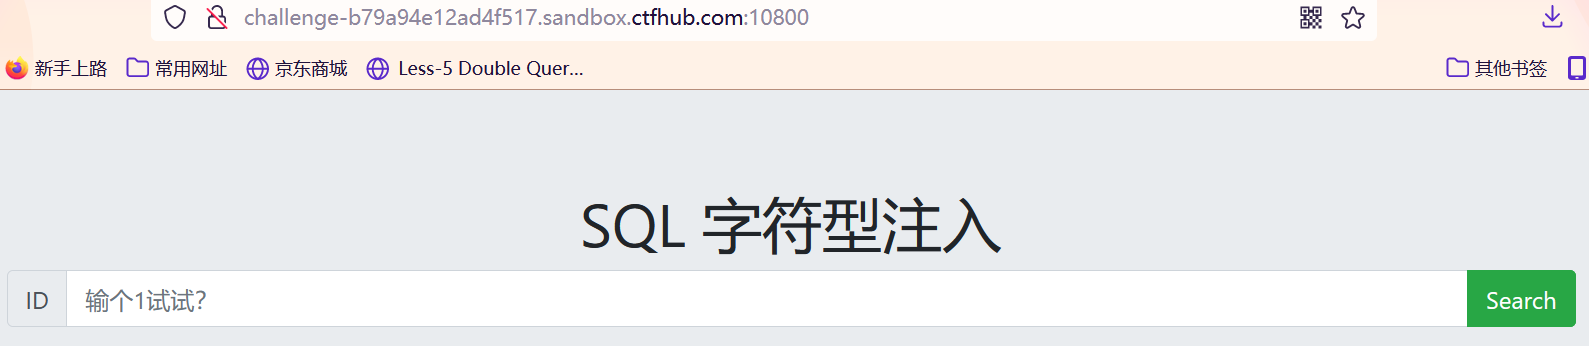 challenge-b79a94e12ad4f517.sandbox.ctfhub.com:10800
新手上路 常用网址 京东商城 Less-5 Double Quer... 其他书签
SQL 字符型注入
ID 输个1试试? Search